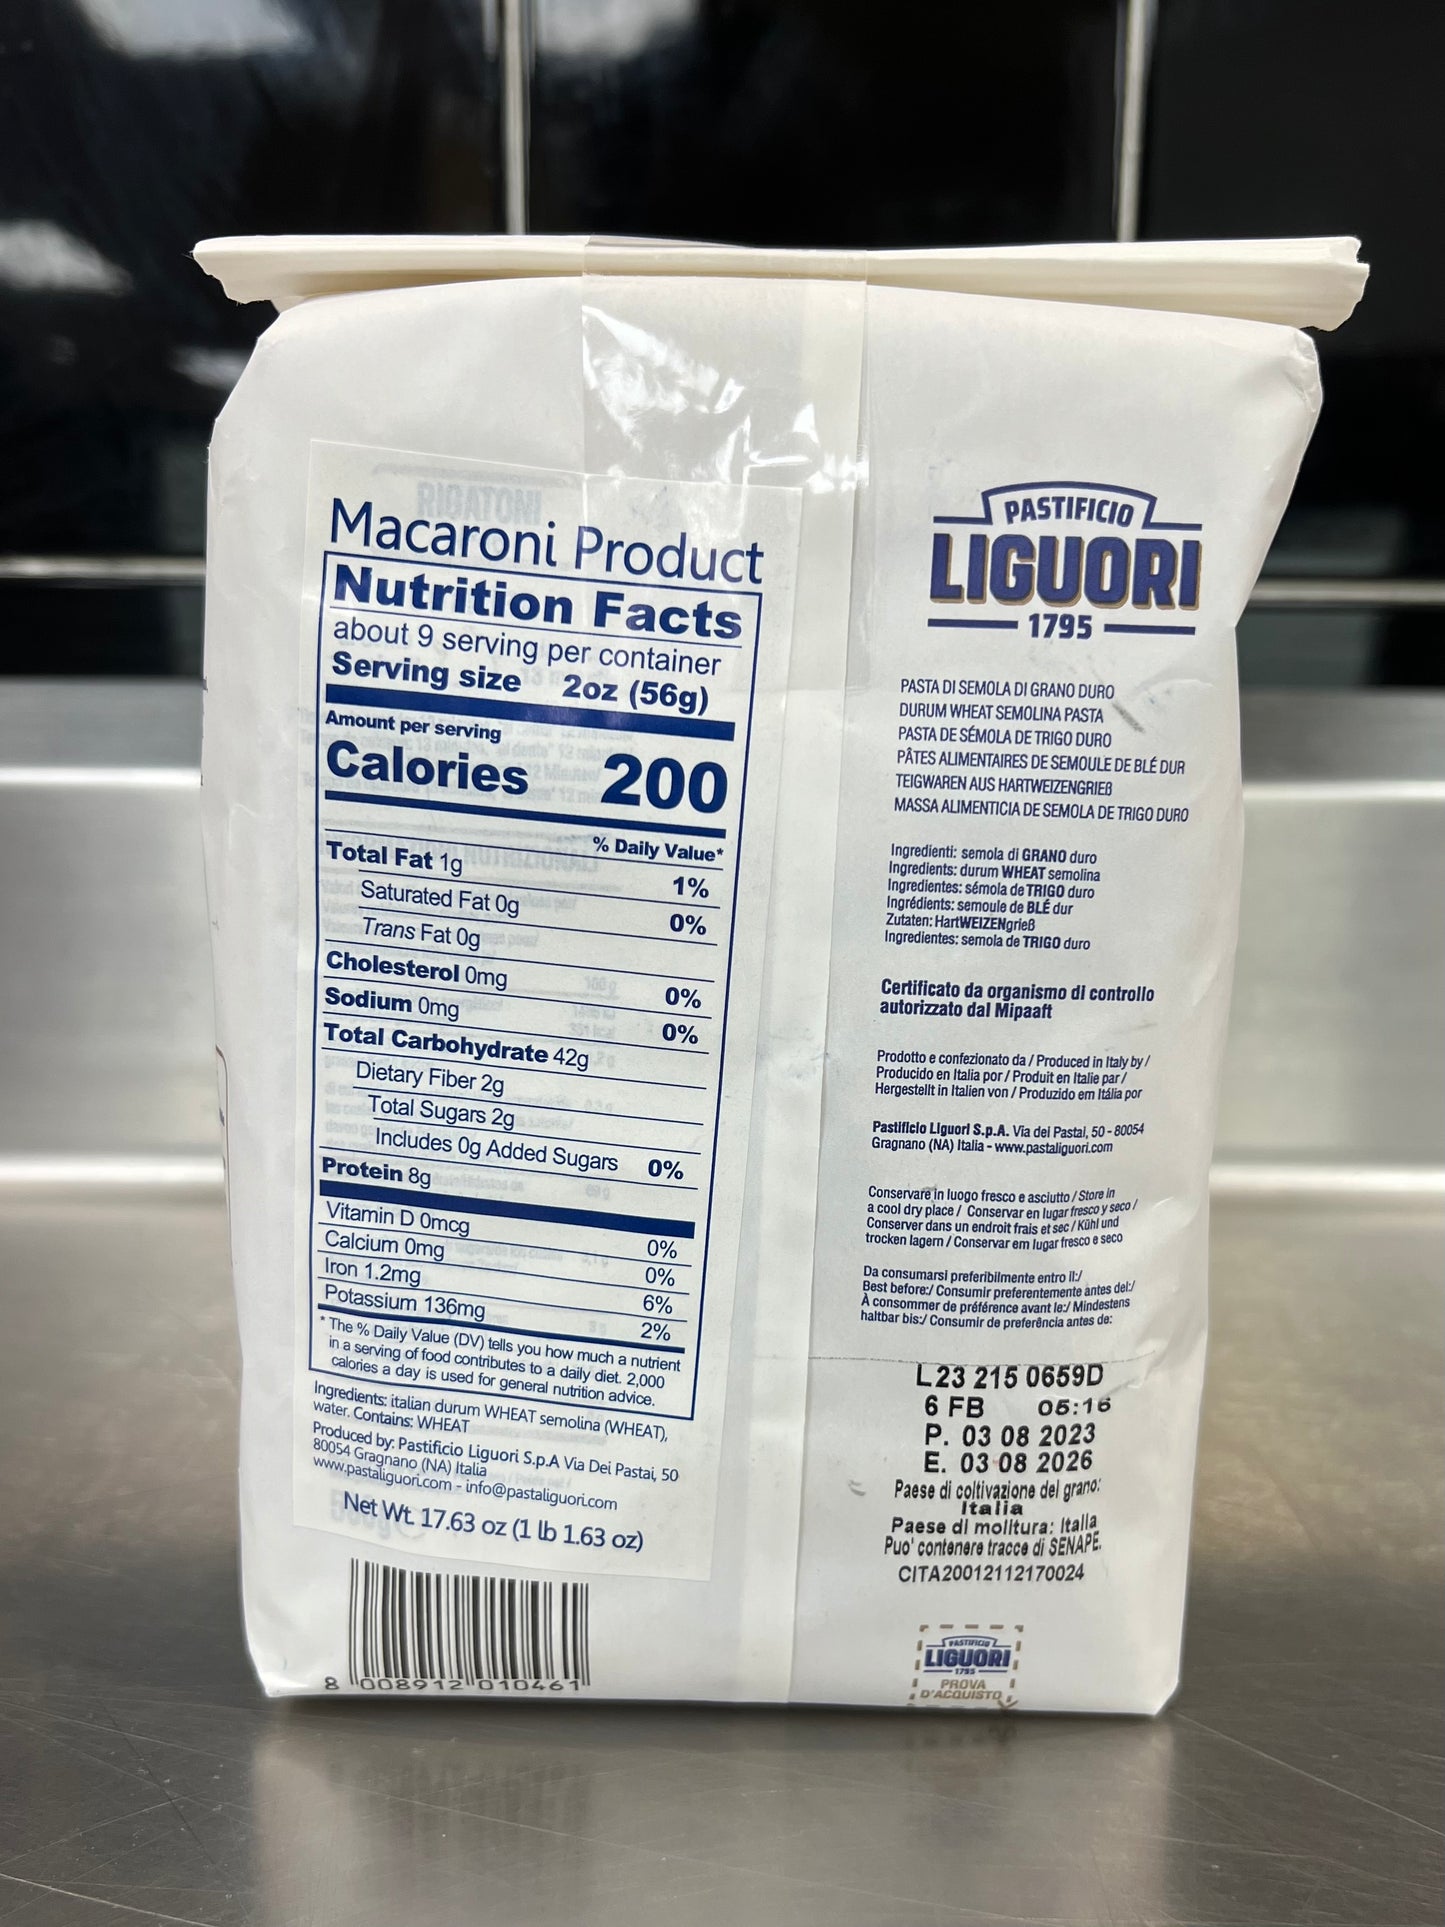 RIGATONI
Macaroni Product
Nutrition Facts
about 9 serving per container
Serving size 2oz (56g)
Amount per serving
Calories 200
% Daily Value*
Total Fat 1g 1%
Saturated Fat 0g 0%
Trans Fat 0g
Cholesterol 0mg 0%
Sodium 0mg 0%
Total Carbohydrate 42g
Dietary Fiber 2g
Total Sugars 2g
Includes 0g Added Sugars 0%
Protein 8g
Vitamin D 0mcg 0%
Calcium 0mg 0%
Iron 1.2mg 6%
Potassium 136mg 2%
* The % Daily Value (DV) tells you how much a nutrient
in a serving of food contributes to a daily diet. 2,000
calories a day is used for general nutrition advice.
Ingredients: italian durum WHEAT semolina (WHEAT),
water. Contains: WHEAT
Produced by: Pastificio Liguori S.p.A Via Dei Pastai, 50
80054 Gragnano (NA) Italia
www.pastaliguori.com - info@pastaliguori.com
Net Wt. 17.63 oz (1 lb 1.63 oz)
8 008912 010461
PASTIFICIO
LIGUORI
1795
PASTA DI SEMOLA DI GRANO DURO
DURUM WHEAT SEMOLINA PASTA
PASTA DE SÉMOLA DE TRIGO DURO
PÂTES ALIMENTAIRES DE SEMOULE DE BLÉ DUR
TEIGWAREN AUS HARTWEIZENGRIEß
MASSA ALIMENTICIA DE SEMOLA DE TRIGO DURO
Ingredienti: semola di GRANO duro
Ingredients: durum WHEAT semolina
Ingredientes: sémola de TRIGO duro
Ingrédients: semoule de BLÉ dur
Zutaten: HartWEIZENgrieß
Ingredientes: semola de TRIGO duro
Certificato da organismo di controllo
autorizzato dal Mipaaft
Prodotto e confezionato da / Produced in Italy by /
Producido en Italia por / Produit en Italie par /
Hergestellt in Italien von / Produzido em Itália por
Pastificio Liguori S.p.A. Via dei Pastai, 50 - 80054
Gragnano (NA) Italia - www.pastaliguori.com
Conservare in luogo fresco e asciutto / Store in
a cool dry place / Conservar en lugar fresco y seco /
Conserver dans un endroit frais et sec / Kühl und
trocken lagern / Conservar em lugar fresco e seco
Da consumarsi preferibilmente entro il:/
Best before:/ Consumir preferentemente antes del:/
À consommer de préférence avant le:/ Mindestens
haltbar bis:/ Consumir de preferência antes de:
L23 215 0659D
6 FB 05:16
P. 03 08 2023
E. 03 08 2026
Paese di coltivazione del grano:
Italia
Paese di molitura: Italia
Puo' contenere tracce di SENAPE.
CITA20012112170024
PASTIFICIO
LIGUORI
1795
PROVA
D'ACQUISTO